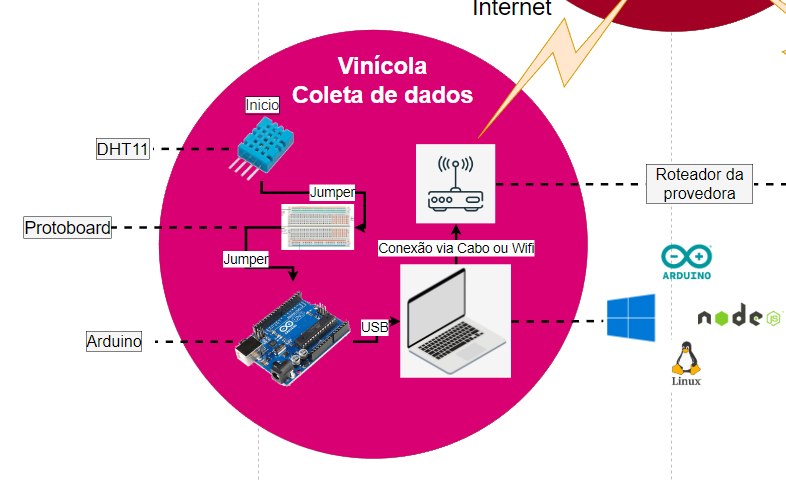 Internet
Vinícola
Coleta de dados
Inicio
DHT11
Jumper
Roteador da
provedora
Protoboard
Conexão via Cabo ou Wifi
Jumper
ARDUINO
USB
node
JS
Arduino
Linux